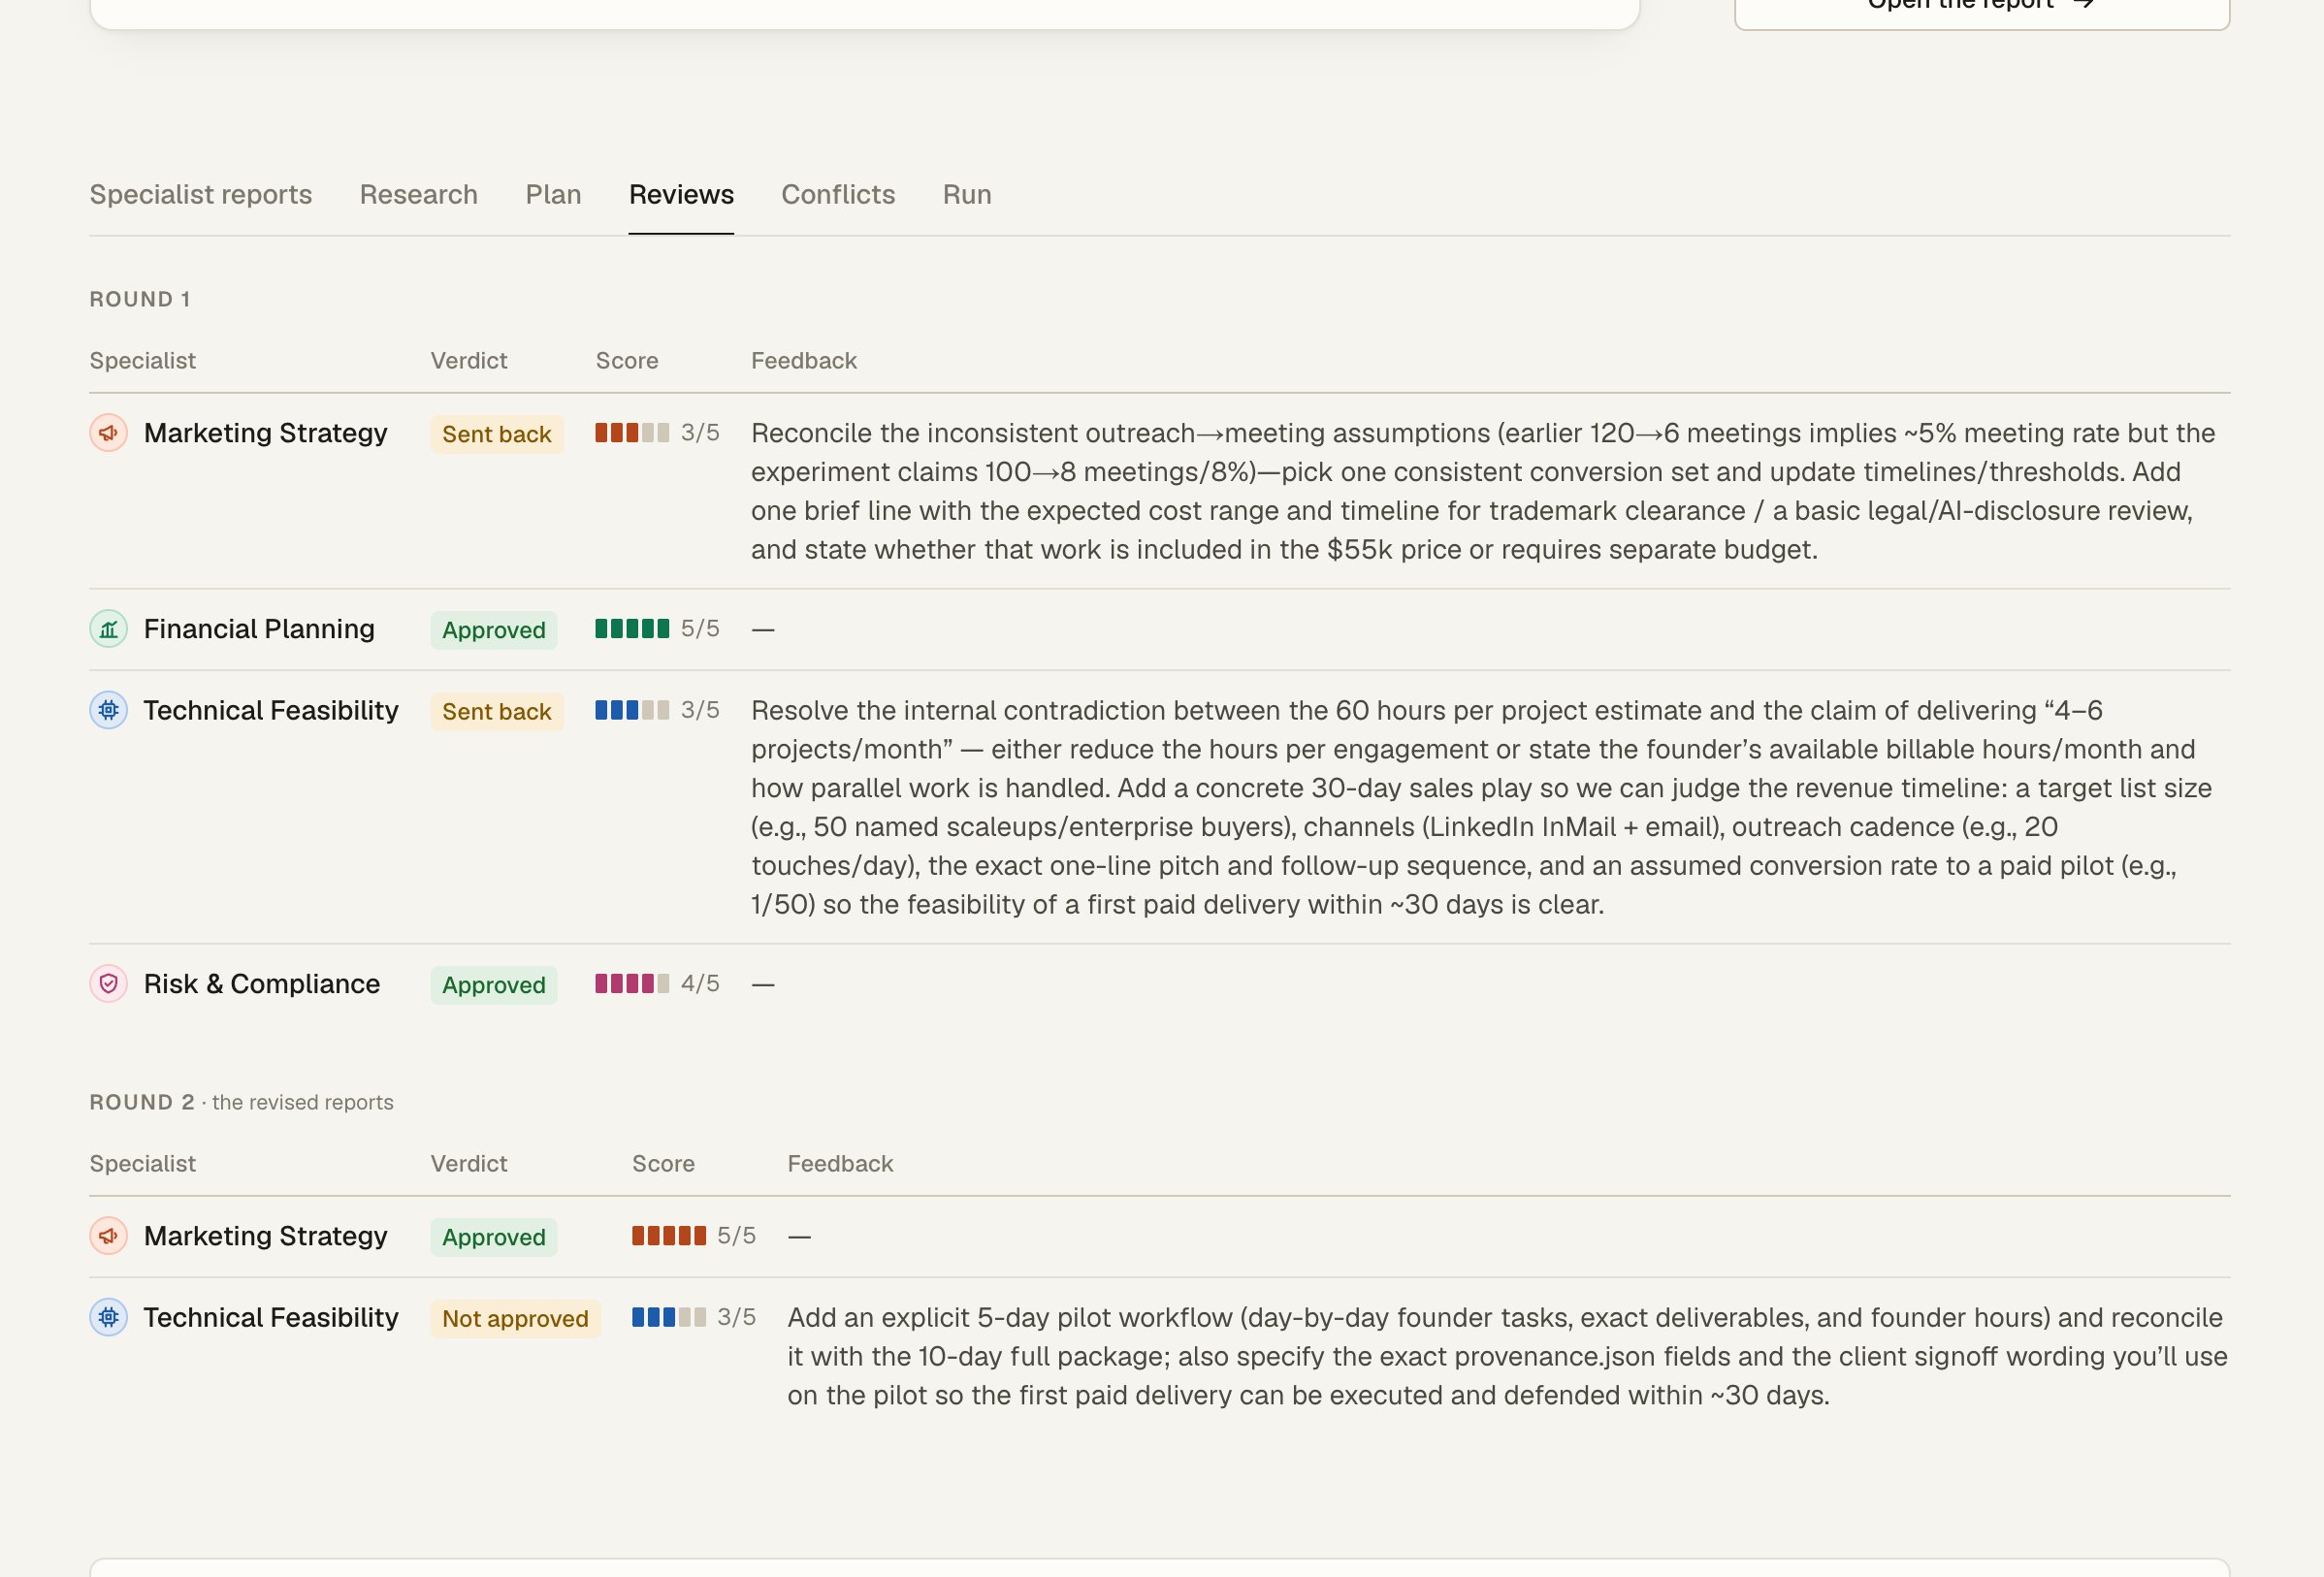 Open the report →
Specialist reports Research Plan Reviews Conflicts Run
ROUND 1
Specialist Verdict Score Feedback
Marketing Strategy Sent back 3/5 Reconcile the inconsistent outreach→meeting assumptions (earlier 120→6 meetings implies ~5% meeting rate but the
experiment claims 100→8 meetings/8%)—pick one consistent conversion set and update timelines/thresholds. Add
one brief line with the expected cost range and timeline for trademark clearance / a basic legal/AI-disclosure review,
and state whether that work is included in the $55k price or requires separate budget.
Financial Planning Approved 5/5 —
Technical Feasibility Sent back 3/5 Resolve the internal contradiction between the 60 hours per project estimate and the claim of delivering “4–6
projects/month” — either reduce the hours per engagement or state the founder’s available billable hours/month and
how parallel work is handled. Add a concrete 30-day sales play so we can judge the revenue timeline: a target list size
(e.g., 50 named scaleups/enterprise buyers), channels (LinkedIn InMail + email), outreach cadence (e.g., 20
touches/day), the exact one-line pitch and follow-up sequence, and an assumed conversion rate to a paid pilot (e.g.,
1/50) so the feasibility of a first paid delivery within ~30 days is clear.
Risk & Compliance Approved 4/5 —
ROUND 2 · the revised reports
Specialist Verdict Score Feedback
Marketing Strategy Approved 5/5 —
Technical Feasibility Not approved 3/5 Add an explicit 5-day pilot workflow (day-by-day founder tasks, exact deliverables, and founder hours) and reconcile
it with the 10-day full package; also specify the exact provenance.json fields and the client signoff wording you’ll use
on the pilot so the first paid delivery can be executed and defended within ~30 days.